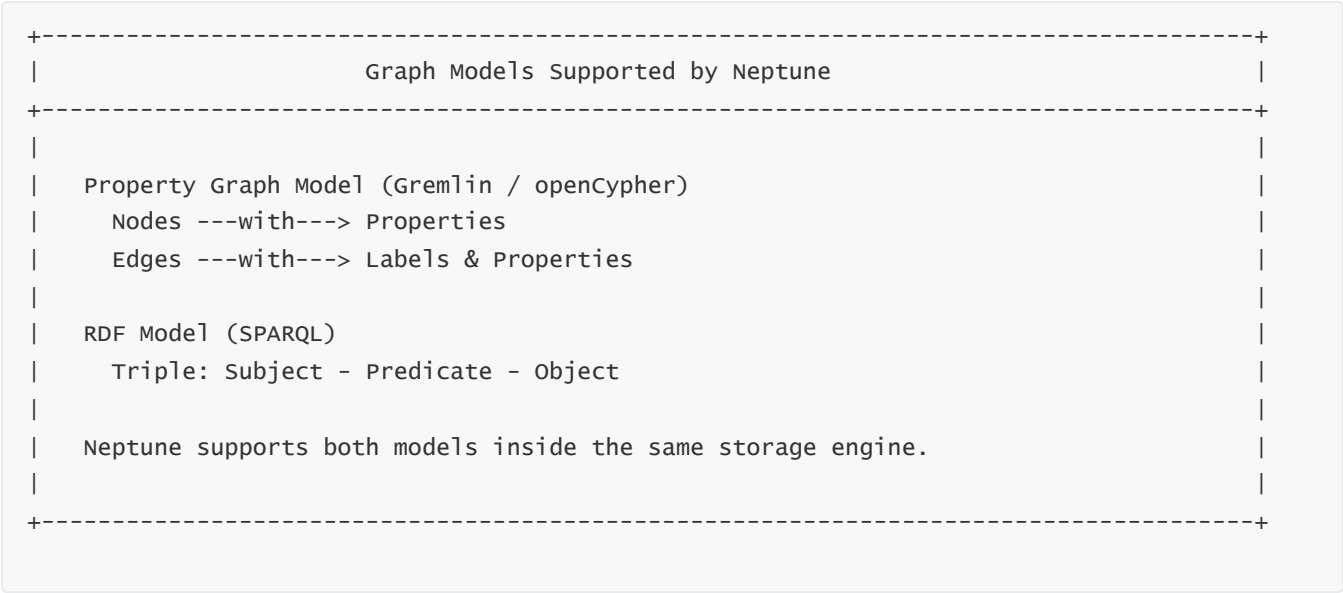 +--------------------------------------------------------------------------------------+
|                       Graph Models Supported by Neptune                              |
+--------------------------------------------------------------------------------------+
|                                                                                      |
|   Property Graph Model (Gremlin / openCypher)                                        |
|     Nodes ---with---> Properties                                                     |
|     Edges ---with---> Labels & Properties                                            |
|                                                                                      |
|   RDF Model (SPARQL)                                                                 |
|     Triple: Subject - Predicate - Object                                             |
|                                                                                      |
|   Neptune supports both models inside the same storage engine.                       |
|                                                                                      |
+--------------------------------------------------------------------------------------+